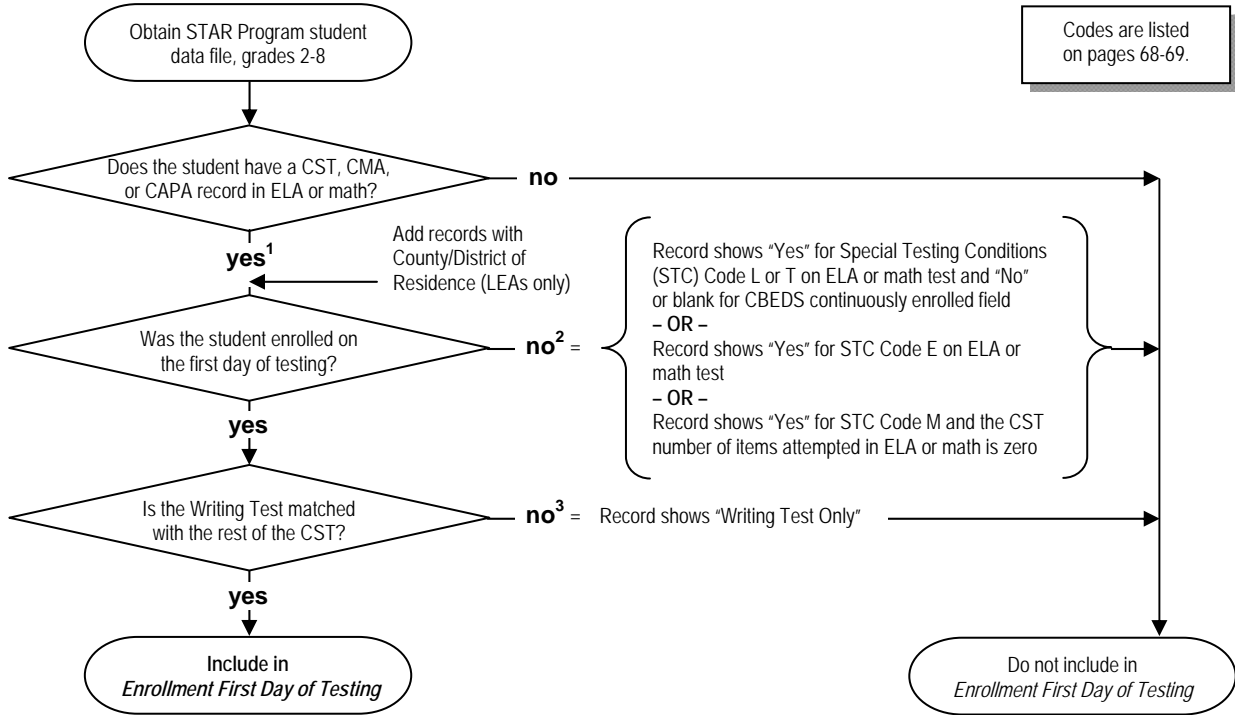 Obtain STAR Program student
data file, grades 2-8
Codes are listed
on pages 68-69.
Does the student have a CST, CMA,
or CAPA record in ELA or math?
no
yes¹
Add records with
County/District of
Residence (LEAs only)
Was the student enrolled on
the first day of testing?
no² =
Record shows "Yes" for Special Testing Conditions
(STC) Code L or T on ELA or math test and "No"
or blank for CBEDS continuously enrolled field
– OR –
Record shows "Yes" for STC Code E on ELA or
math test
– OR –
Record shows "Yes" for STC Code M and the CST
number of items attempted in ELA or math is zero
yes
Is the Writing Test matched
with the rest of the CST?
no³ =
Record shows "Writing Test Only"
yes
Include in
Enrollment First Day of Testing
Do not include in
Enrollment First Day of Testing